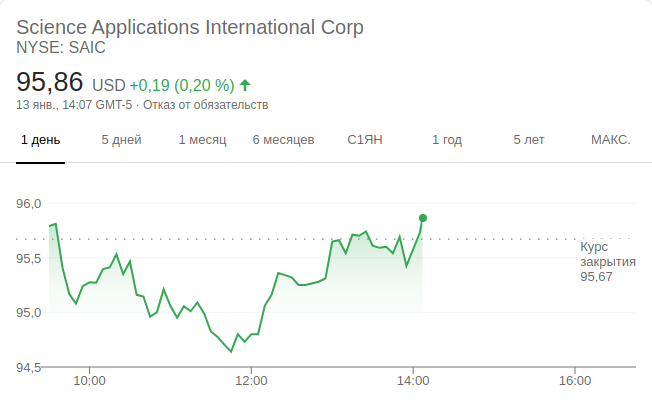 Science Applications International Corp
NYSE: SAIC
95,86 USD +0,19 (0,20 %)
13 янв., 14:07 GMT-5 · Отказ от обязательств
1 день 5 дней 1 месяц 6 месяцев С1ЯН 1 год 5 лет МАКС.
96,0
95,5
95,0
94,5
Курс
закрытия
95,67
10:00 12:00 14:00 16:00